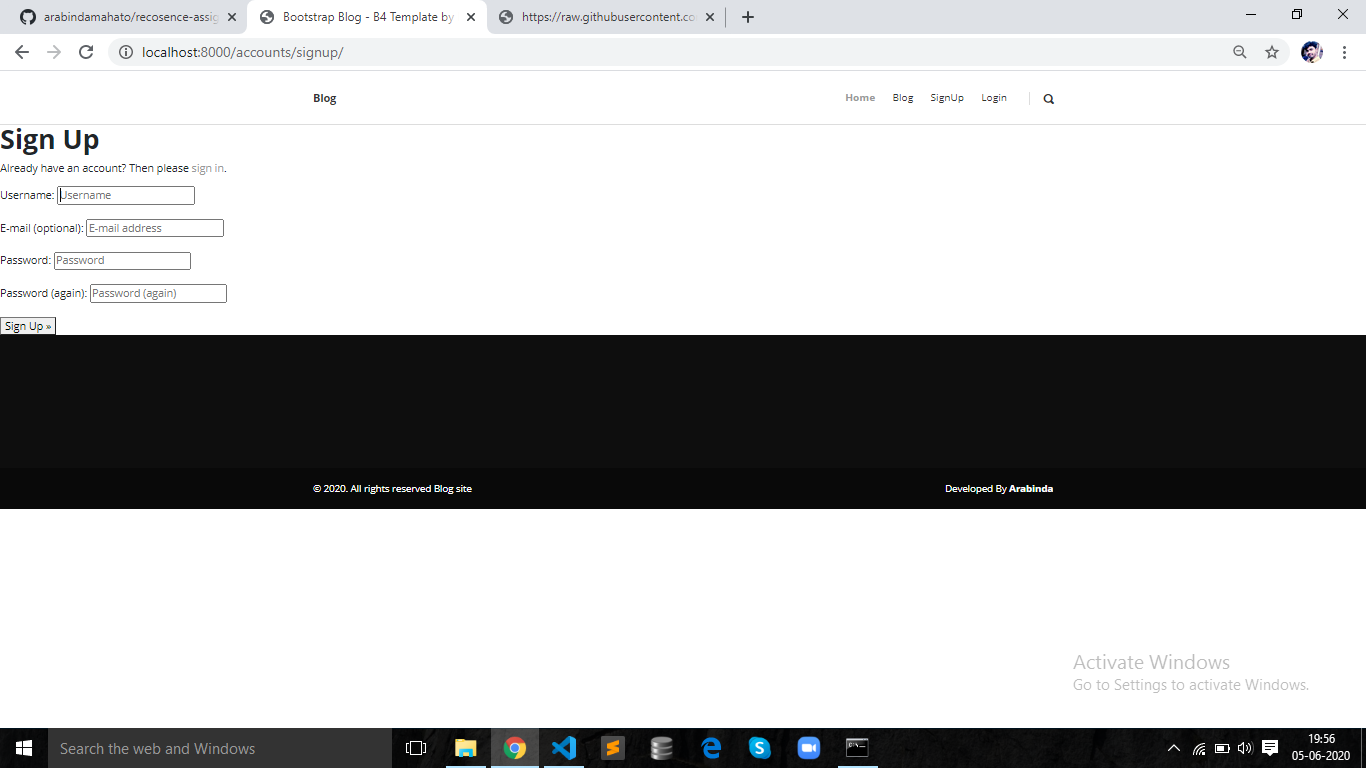 arabindamahato/recosence-assig
Bootstrap Blog - B4 Template by
https://raw.githubusercontent.co
localhost:8000/accounts/signup/
Blog
Home Blog SignUp Login
Sign Up
Already have an account? Then please sign in.
Username: Username
E-mail (optional): E-mail address
Password: Password
Password (again): Password (again)
Sign Up »
© 2020. All rights reserved Blog site
Developed By Arabinda
Activate Windows
Go to Settings to activate Windows.
Search the web and Windows
19:56
05-06-2020